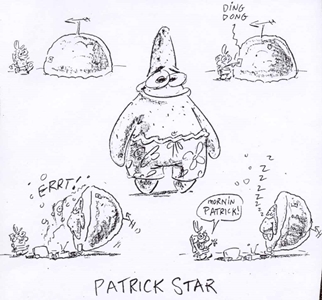 DING
DONG
ERRT!
MORNIN
PATRICK!
Z
Z
Z
Z
Z
Z
PATRICK STAR